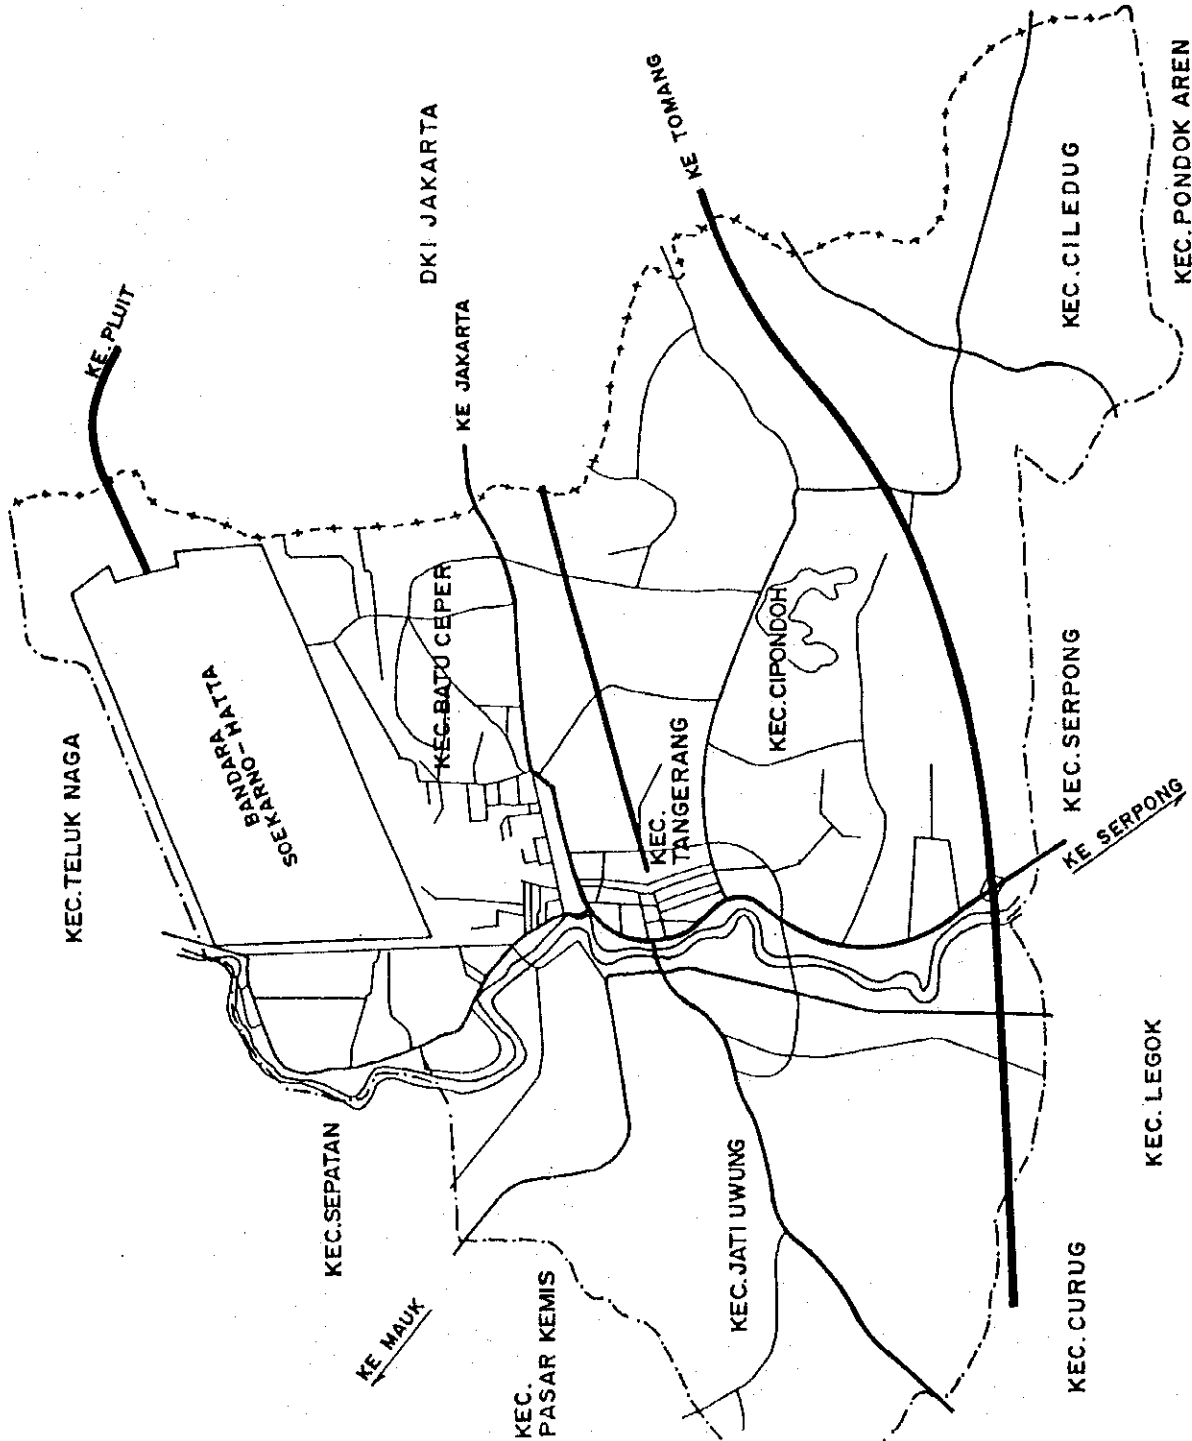 KE PLUIT
DKI JAKARTA
KE TOMANG
KE JAKARTA
KEC.TELUK NAGA
BANDARA
SOEKARNO-HATTA
KEC.BATU CEPER
KEC.
TANGERANG
KEC.CIPONDOH
KEC.CILEDUG
KEC.PONDOK AREN
KEC.SERPONG
KE SERPONG
KEC.SEPATAN
KE MAUK
KEC.
PASAR KEMIS
KEC.JATI UWUNG
KEC.LEGOK
KEC.CURUG